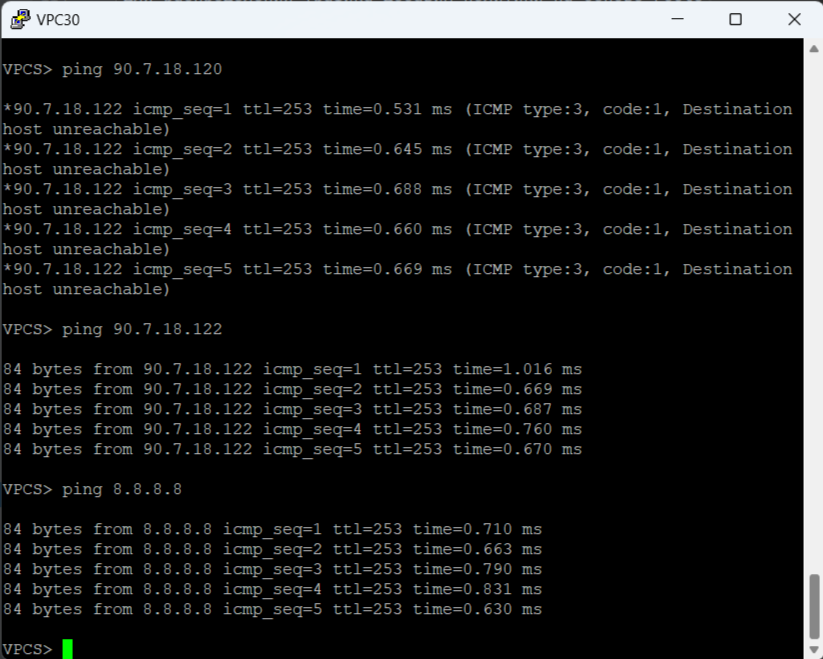 VPC30
VPCS> ping 90.7.18.120
*90.7.18.122 icmp_seq=1 ttl=253 time=0.531 ms (ICMP type:3, code:1, Destination
host unreachable)
*90.7.18.122 icmp_seq=2 ttl=253 time=0.645 ms (ICMP type:3, code:1, Destination
host unreachable)
*90.7.18.122 icmp_seq=3 ttl=253 time=0.688 ms (ICMP type:3, code:1, Destination
host unreachable)
*90.7.18.122 icmp_seq=4 ttl=253 time=0.660 ms (ICMP type:3, code:1, Destination
host unreachable)
*90.7.18.122 icmp_seq=5 ttl=253 time=0.669 ms (ICMP type:3, code:1, Destination
host unreachable)
VPCS> ping 90.7.18.122
84 bytes from 90.7.18.122 icmp_seq=1 ttl=253 time=1.016 ms
84 bytes from 90.7.18.122 icmp_seq=2 ttl=253 time=0.669 ms
84 bytes from 90.7.18.122 icmp_seq=3 ttl=253 time=0.687 ms
84 bytes from 90.7.18.122 icmp_seq=4 ttl=253 time=0.760 ms
84 bytes from 90.7.18.122 icmp_seq=5 ttl=253 time=0.670 ms
VPCS> ping 8.8.8.8
84 bytes from 8.8.8.8 icmp_seq=1 ttl=253 time=0.710 ms
84 bytes from 8.8.8.8 icmp_seq=2 ttl=253 time=0.663 ms
84 bytes from 8.8.8.8 icmp_seq=3 ttl=253 time=0.790 ms
84 bytes from 8.8.8.8 icmp_seq=4 ttl=253 time=0.831 ms
84 bytes from 8.8.8.8 icmp_seq=5 ttl=253 time=0.630 ms
VPCS>